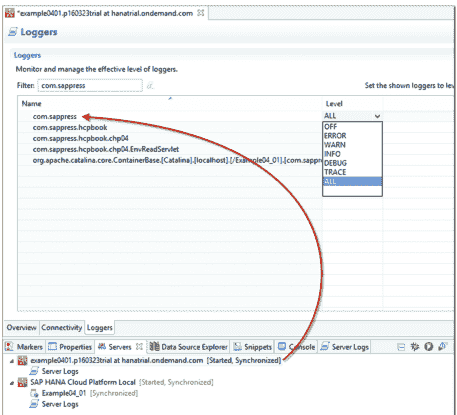 *example0401.p160323trial at hanatrial.ondemand.com
Loggers
Loggers
Monitor and manage the effective level of loggers.
Filter: com.sappress
Set the shown loggers to lev
Name Level
com.sappress ALL
com.sappress.hcpbook
com.sappress.hcpbook.chp04
com.sappress.hcpbook.chp04.EnvReadServlet
org.apache.catalina.core.ContainerBase.[Catalina].[localhost].[/Example04_01].[com.sappre
OFF
ERROR
WARN
INFO
DEBUG
TRACE
ALL
Overview Connectivity Loggers
Markers Properties Servers Data Source Explorer Snippets Console Server Logs
example0401.p160323trial at hanatrial.ondemand.com [Started, Synchronized]
Server Logs
SAP HANA Cloud Platform Local [Started, Synchronized]
Example04_01 [Synchronized]
Server Logs